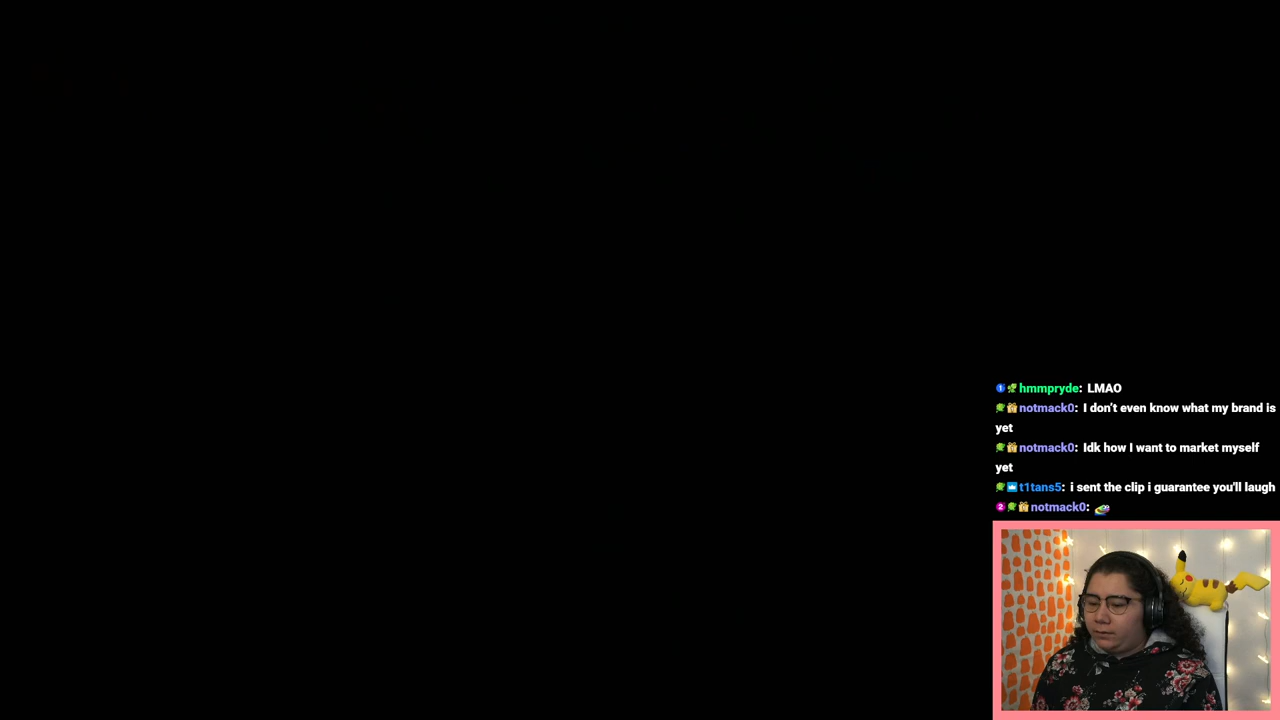 hmmpryde: LMAO
notmack0: I don't even know what my brand is
yet
notmack0: Idk how I want to market myself
yet
t1tans5: i sent the clip i guarantee you'll laugh
notmack0: